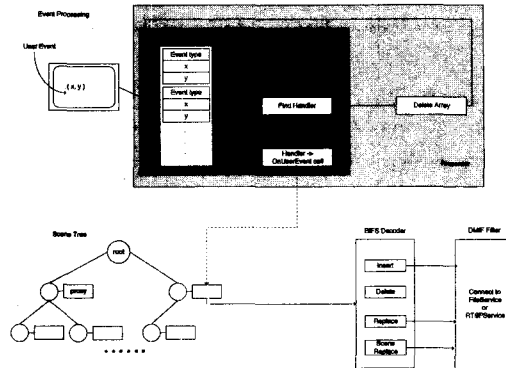 Event Processing
User Event
(x,y)
Event type
x
y
Event type
x
y
Find Handler
Delete Array
Handler ->
OnUserEvent call
Scene Tree
root
proxy
BIFS Decoder
Insert
Delete
Replace
Scene
Replace
DMIF Filter
Connect to
FileService
or
RTSPService